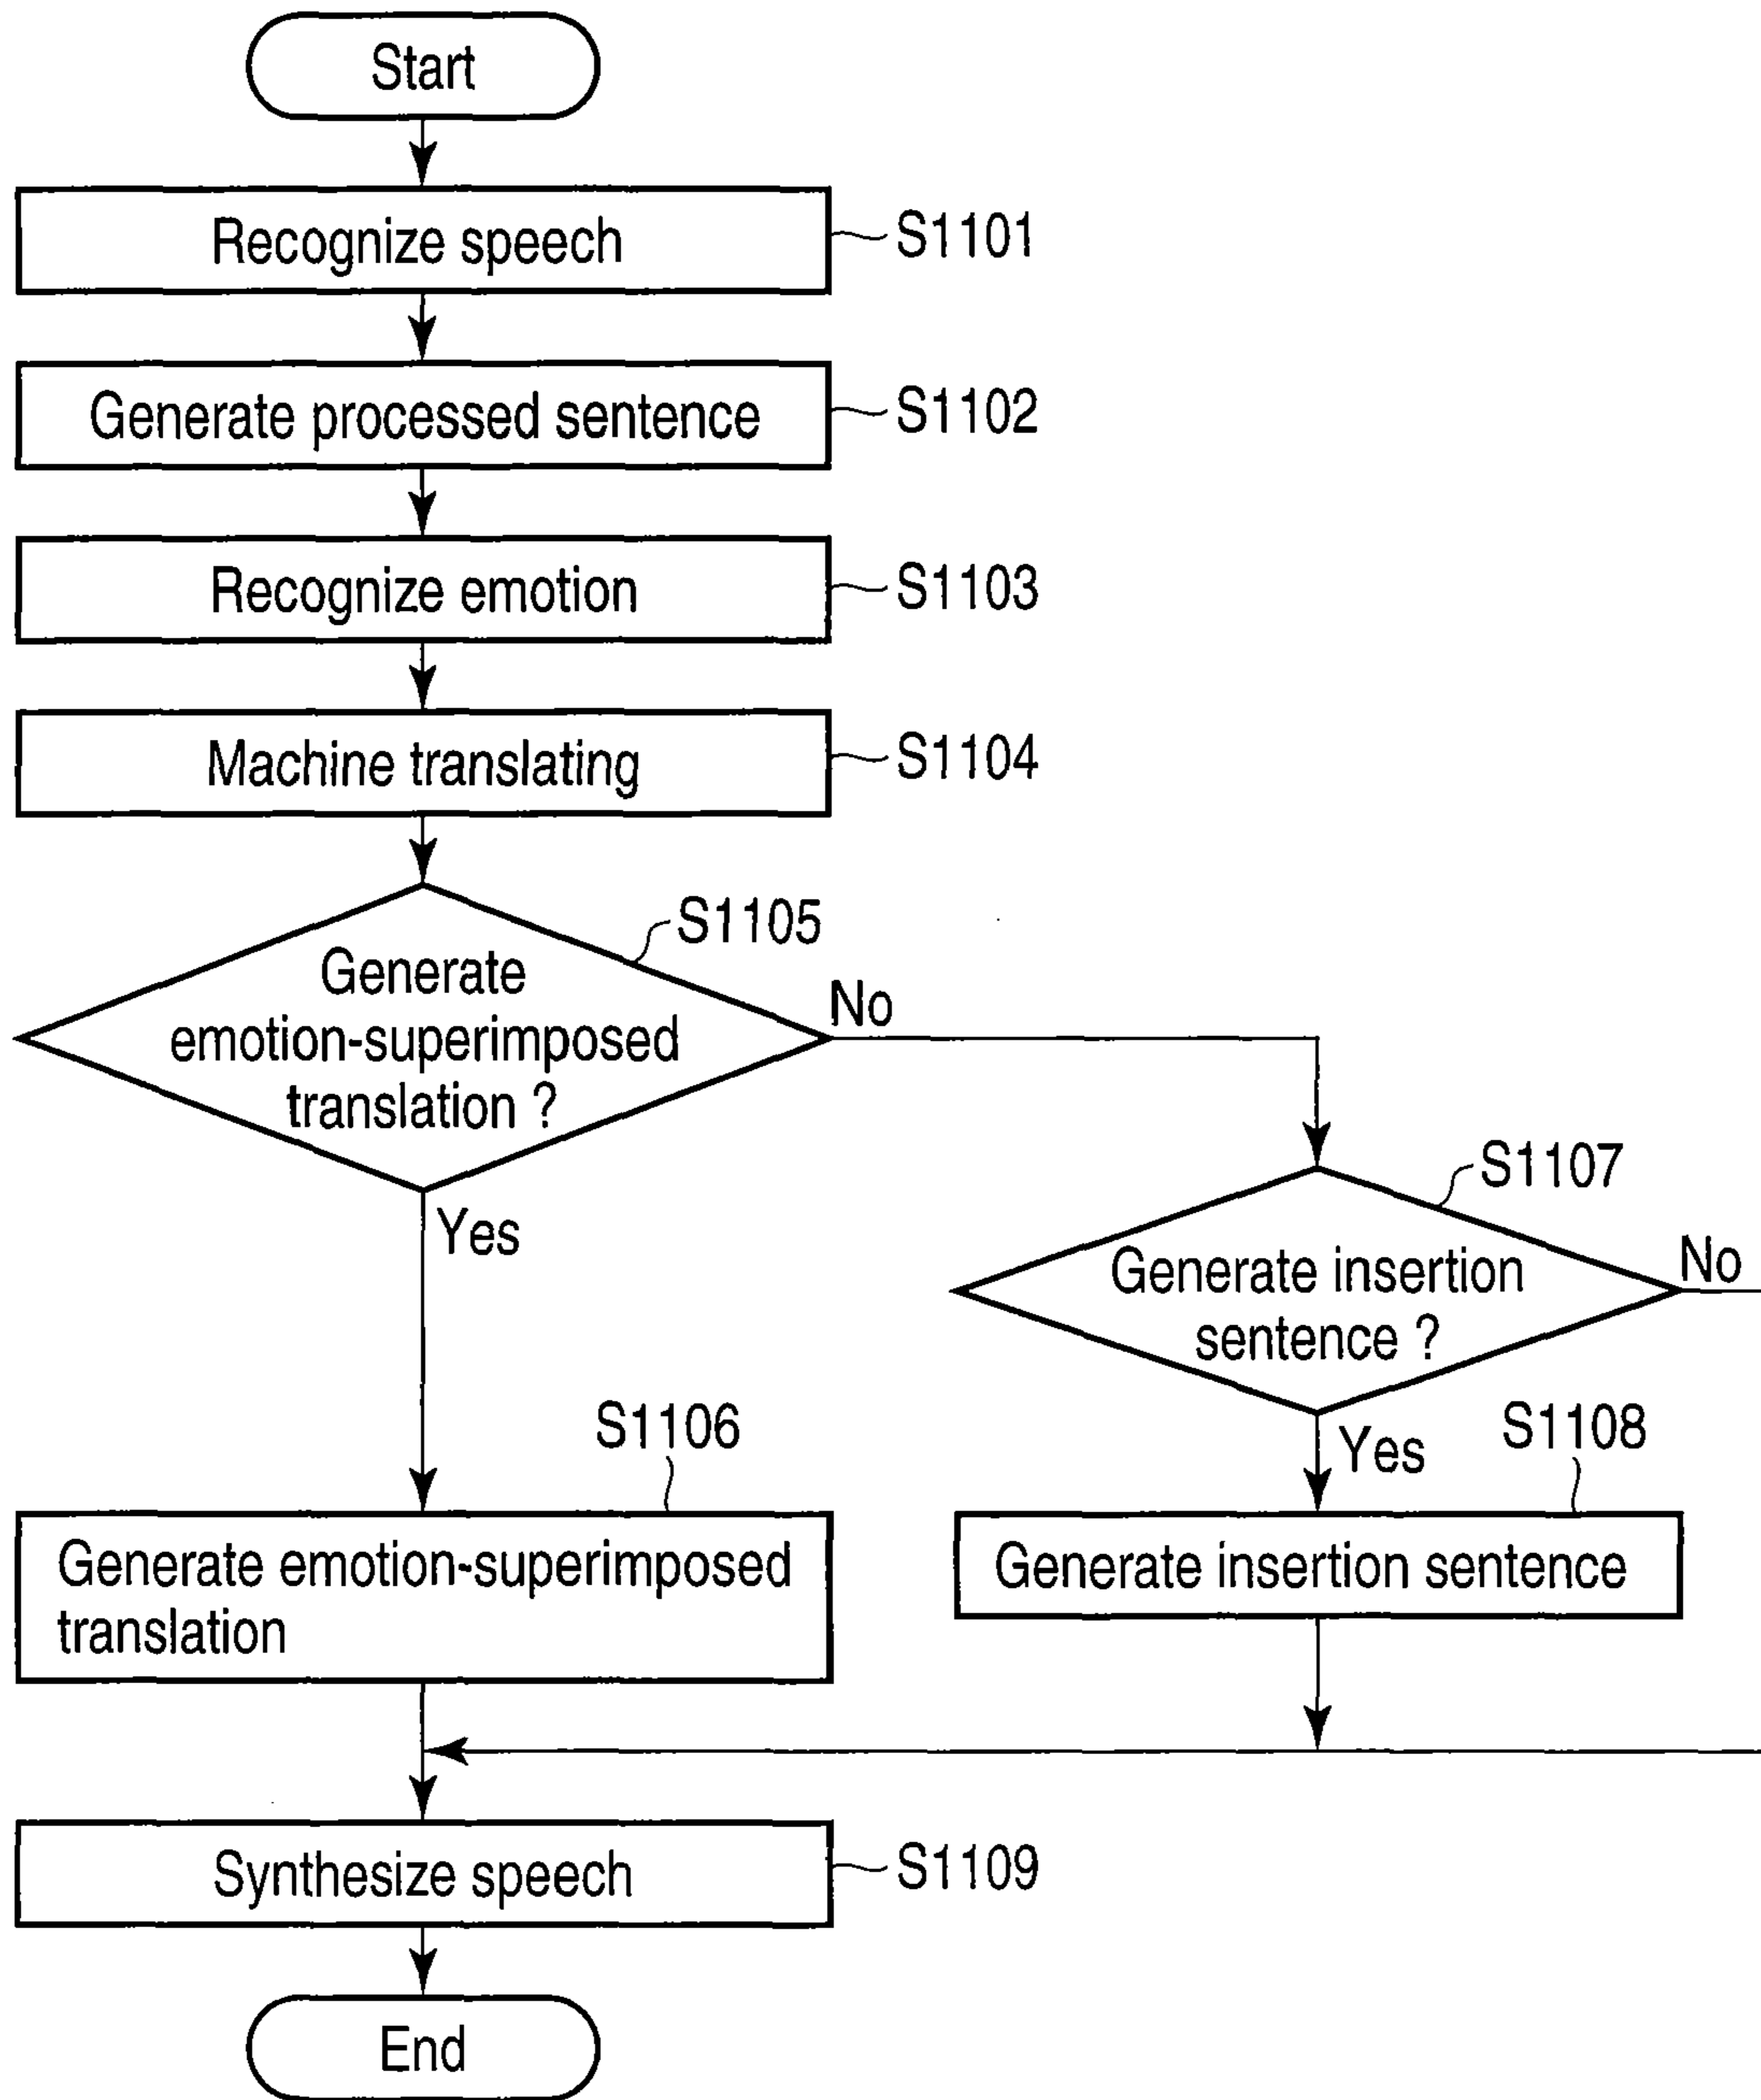 Start
Recognize speech
S1101
Generate processed sentence
S1102
Recognize emotion
S1103
Machine translating
S1104
S1105
Generate
emotion-superimposed
translation ?
No
Yes
S1107
Generate insertion
sentence ?
No
Yes
S1106
Generate emotion-superimposed
translation
S1108
Generate insertion sentence
Synthesize speech
S1109
End